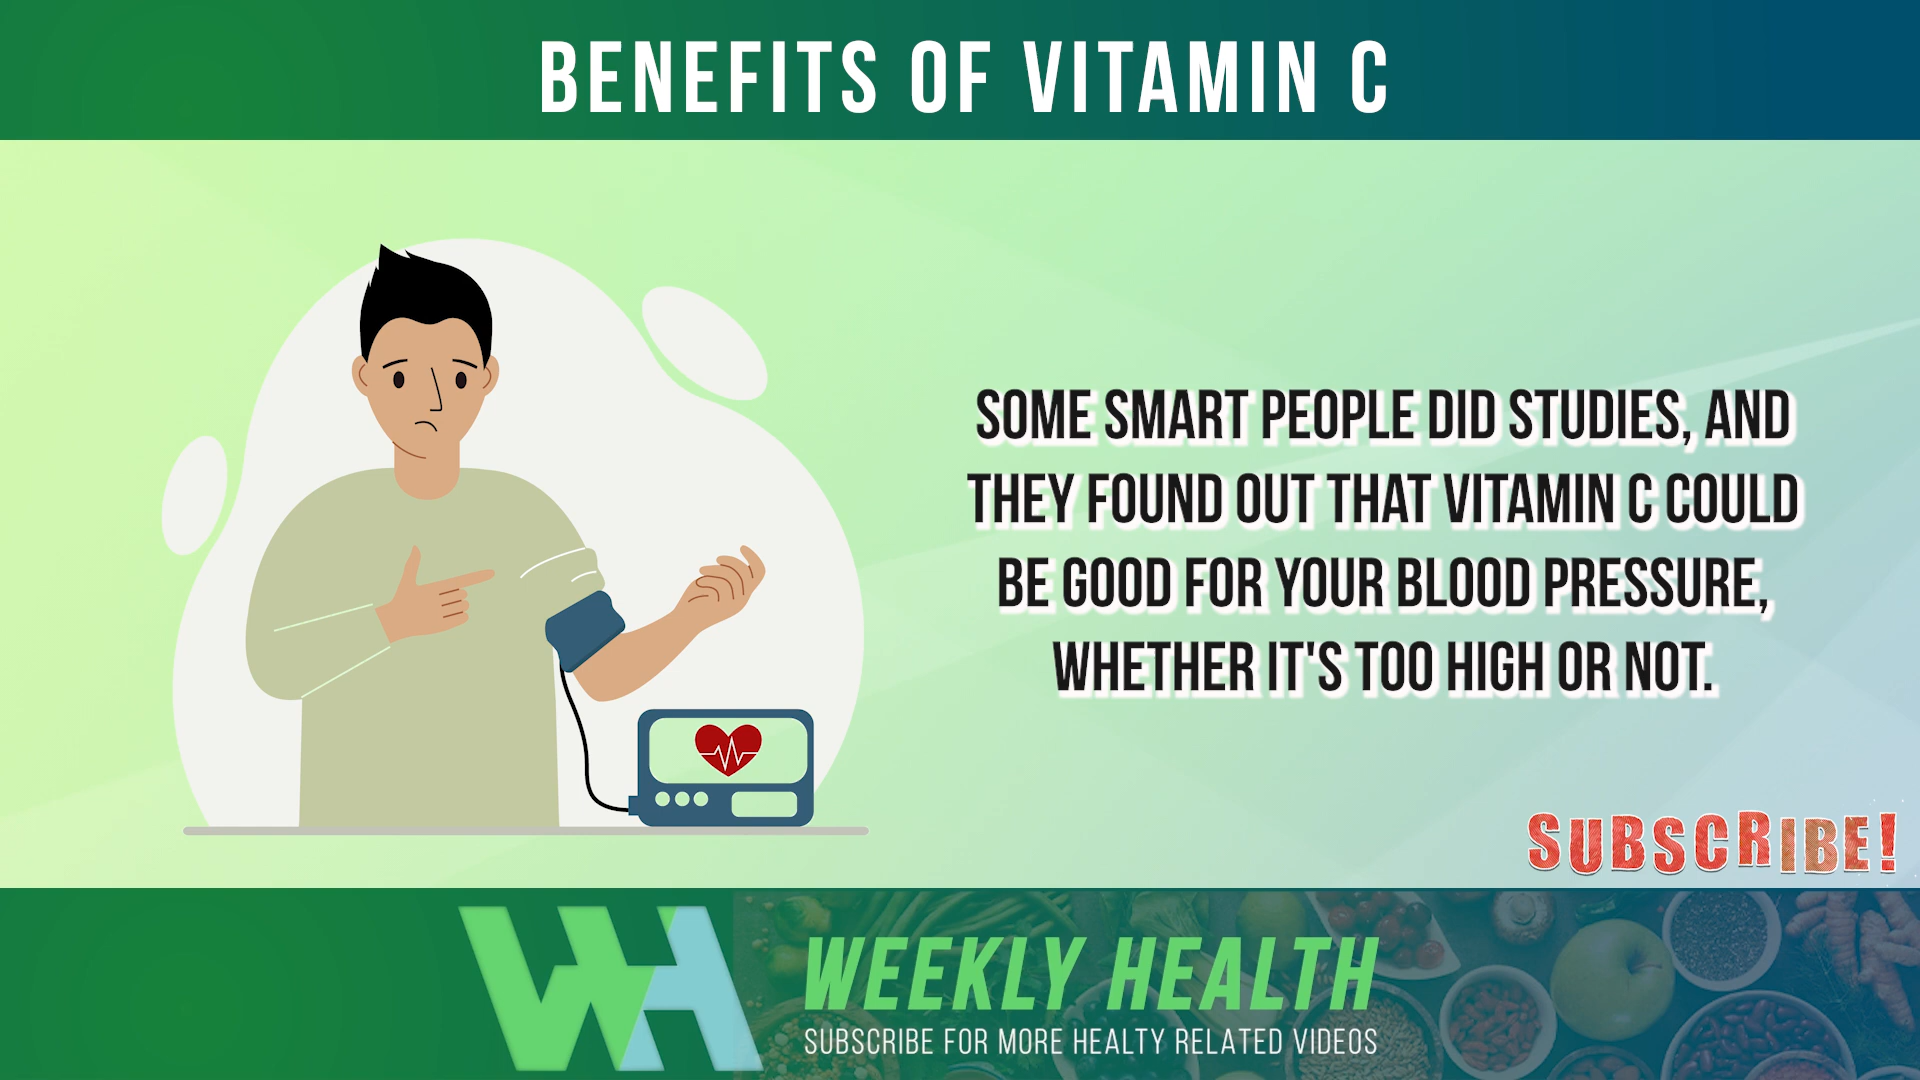 BENEFITS OF VITAMIN C
SOME SMART PEOPLE DID STUDIES, AND
THEY FOUND OUT THAT VITAMIN C COULD
BE GOOD FOR YOUR BLOOD PRESSURE,
WHETHER IT'S TOO HIGH OR NOT.
SUBSCRIBE!
WH
WEEKLY HEALTH
SUBSCRIBE FOR MORE HEALTY RELATED VIDEOS